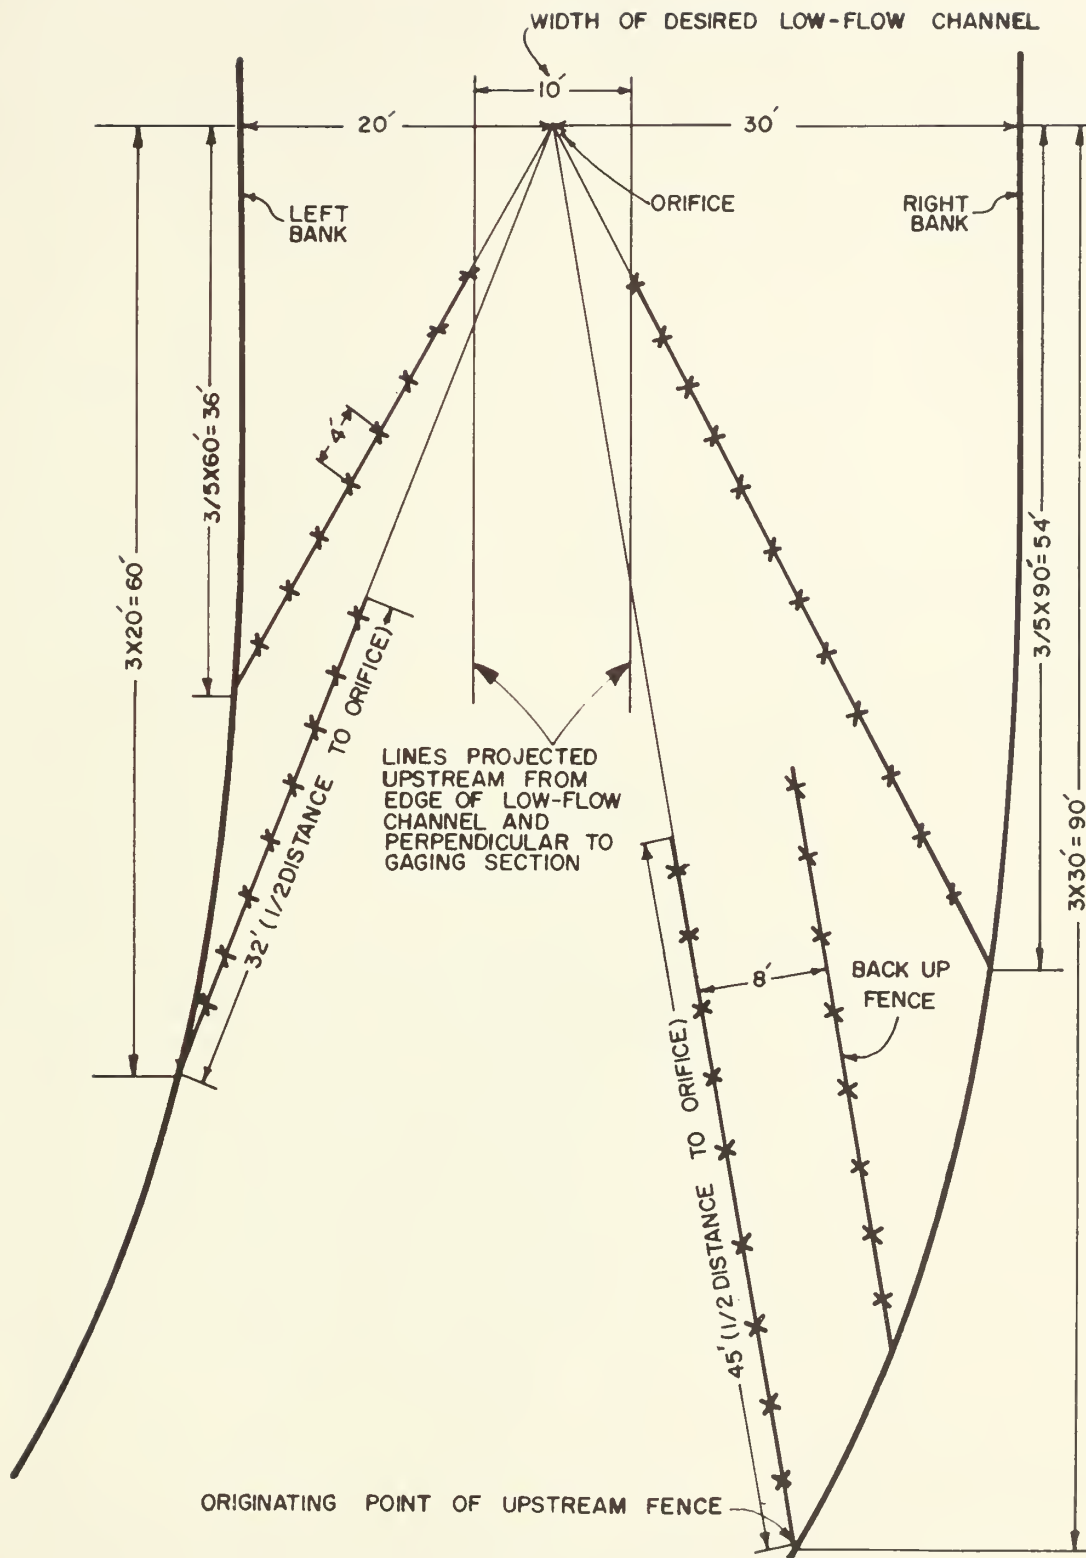 WIDTH OF DESIRED LOW-FLOW CHANNEL
10'
20'
30'
ORIFICE
LEFT
BANK
RIGHT
BANK
4'
3/5X60'=36'
3X20'=60'
3/5X90'=54'
3X30'=90'
32' (1/2 DISTANCE TO ORIFICE)
LINES PROJECTED
UPSTREAM FROM
EDGE OF LOW-FLOW
CHANNEL AND
PERPENDICULAR TO
GAGING SECTION
8'
BACK UP
FENCE
45' (1/2 DISTANCE TO ORIFICE)
ORIGINATING POINT OF UPSTREAM FENCE